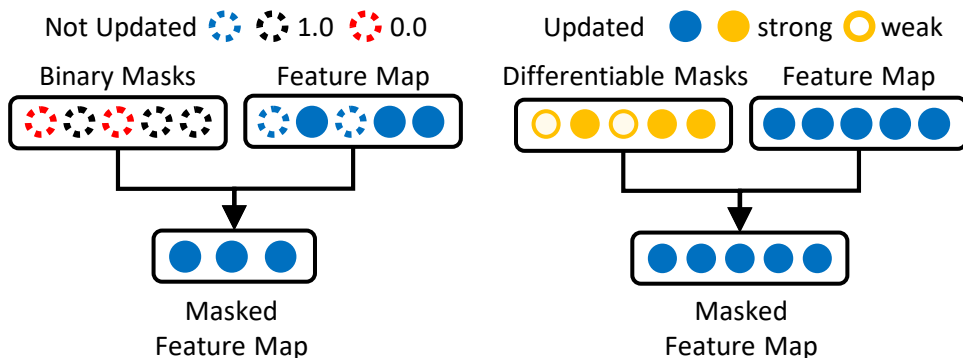 Not Updated 1.0 0.0
Binary Masks Feature Map
Masked
Feature Map
Updated strong weak
Differentiable Masks Feature Map
Masked
Feature Map